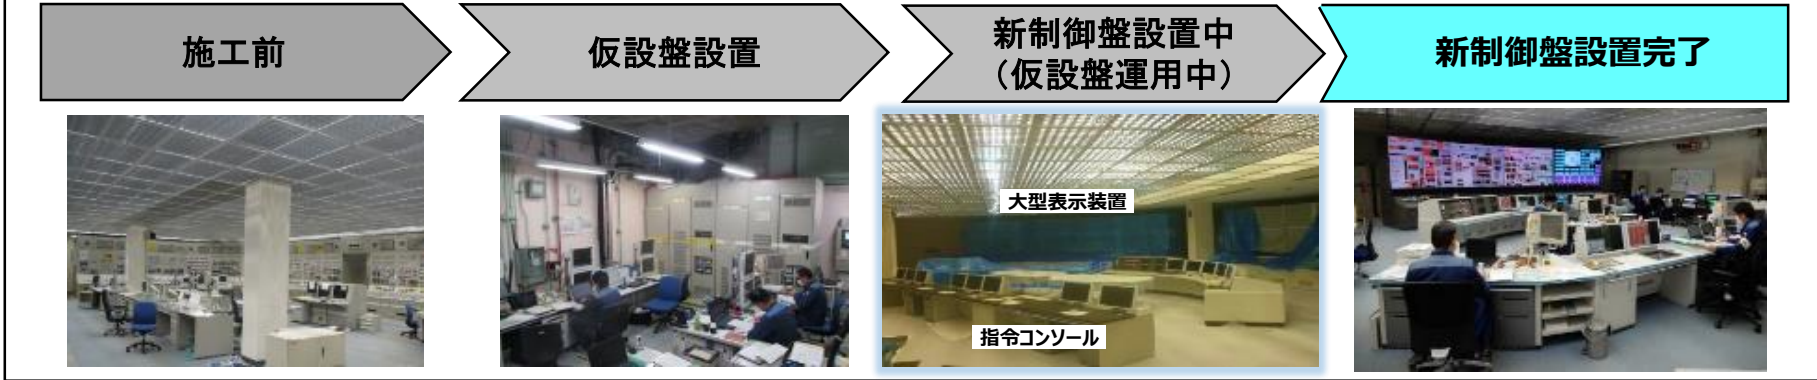 施工前
仮設盤設置
新制御盤設置中
（仮設盤運用中）
新制御盤設置完了
大型表示装置
指令コンソール